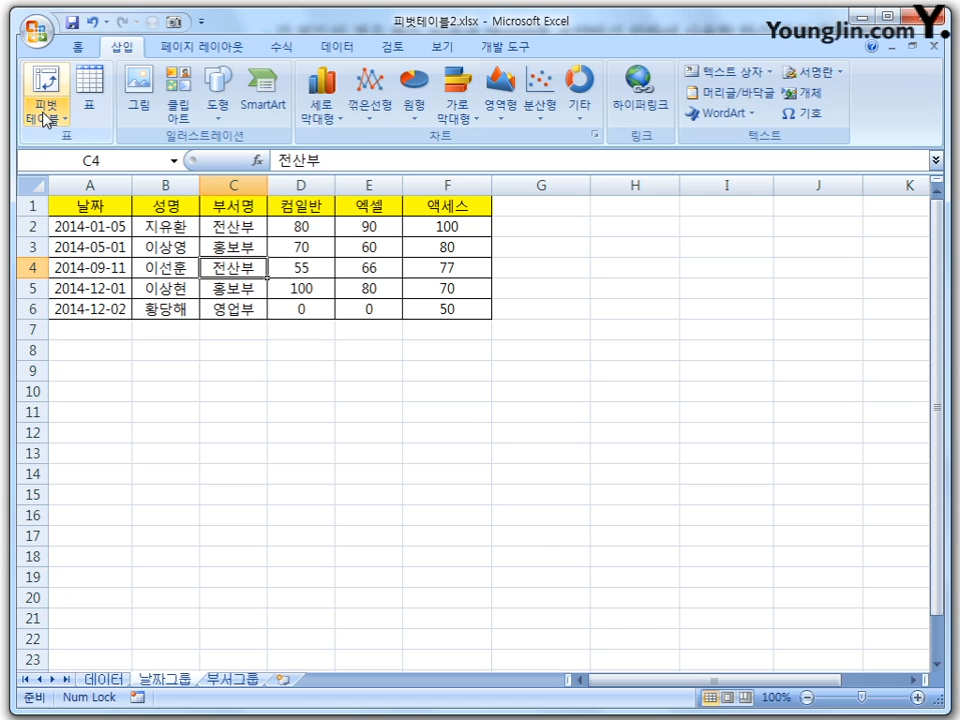 피벗테이블2.xlsx - Microsoft Excel
YoungJin.com Y.
홈 삽입 페이지 레이아웃 수식 데이터 검토 보기 개발 도구
피벗 테이블
표
그림
클립 아트
도형
SmartArt
세로 막대형
꺾은선형
원형
가로 막대형
영역형
분산형
기타
하이퍼링크
텍스트 상자
머리글/바닥글
WordArt
서명란
개체
Ω 기호
표 일러스트레이션 차트 링크 텍스트
C4 fx 전산부
A B C D E F G H I J K
1 날짜 성명 부서명 컴일반 엑셀 액세스
2 2014-01-05 지유환 전산부 80 90 100
3 2014-05-01 이상영 홍보부 70 60 80
4 2014-09-11 이선훈 전산부 55 66 77
5 2014-12-01 이상현 홍보부 100 80 70
6 2014-12-02 황당해 영업부 0 0 50
7
8
9
10
11
12
13
14
15
16
17
18
19
20
21
22
23
데이터 날짜그룹 부서그룹
준비 Num Lock 100%